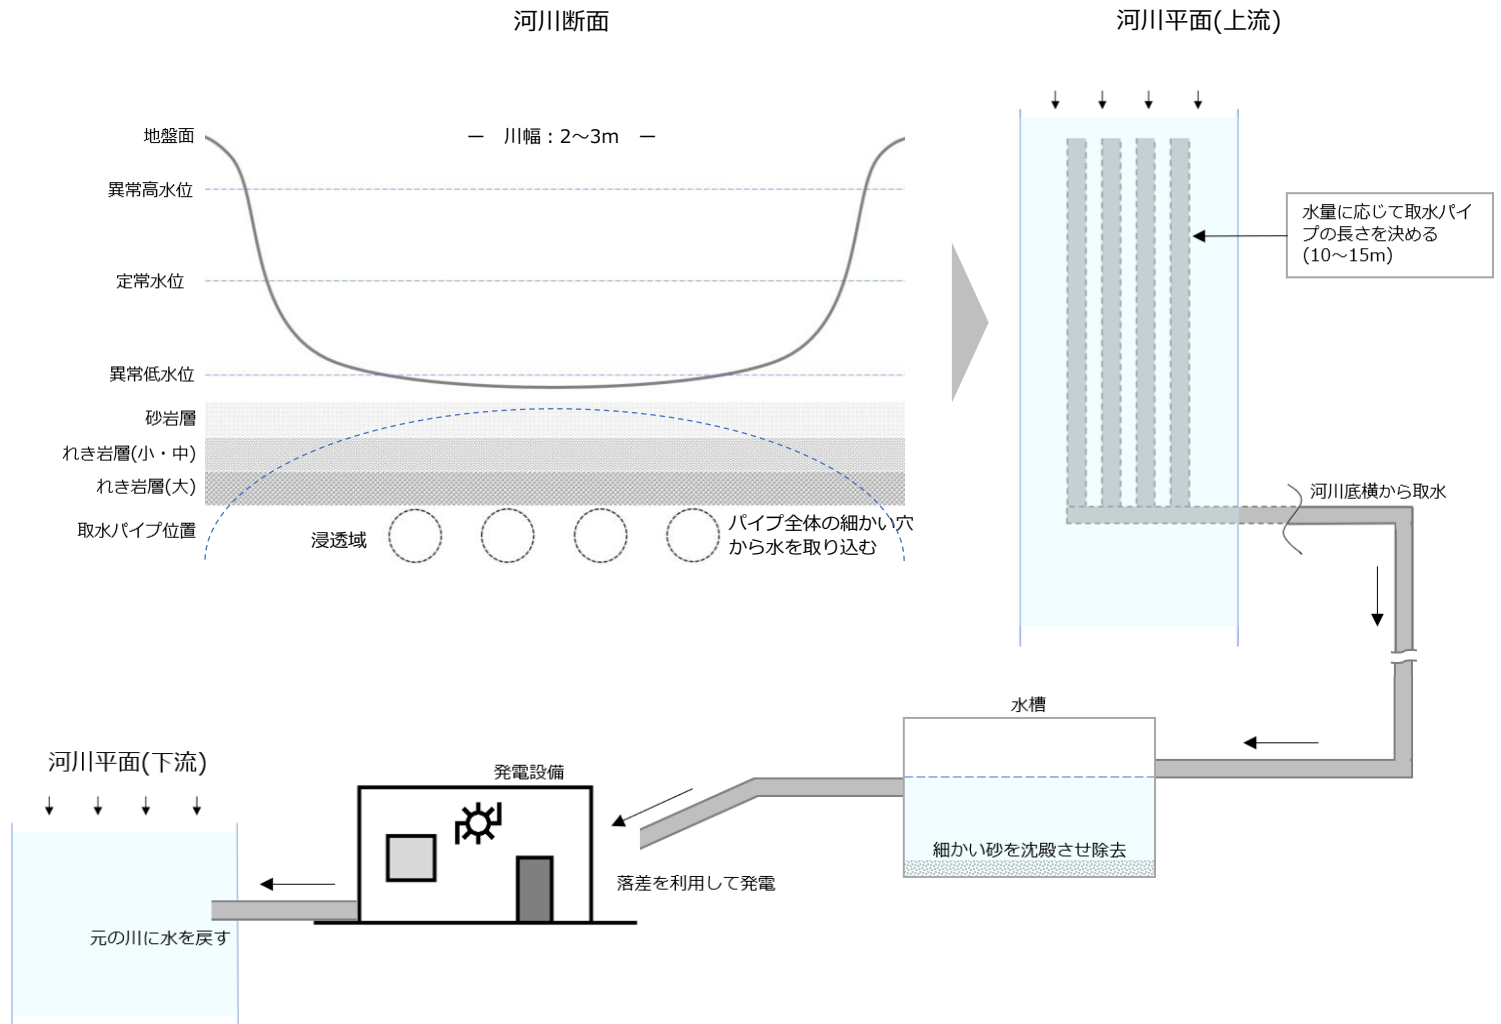 河川断面
河川平面(上流)
地盤面
川幅：2～3m
異常高水位
水量に応じて取水パイ
プの長さを決める
(10～15m)
定常水位
異常低水位
砂岩層
れき岩層(小・中)
れき岩層(大)
取水パイプ位置
浸透域
パイプ全体の細かい穴
から水を取り込む
河川底横から取水
水槽
細かい砂を沈殿させ除去
発電設備
落差を利用して発電
河川平面(下流)
元の川に水を戻す